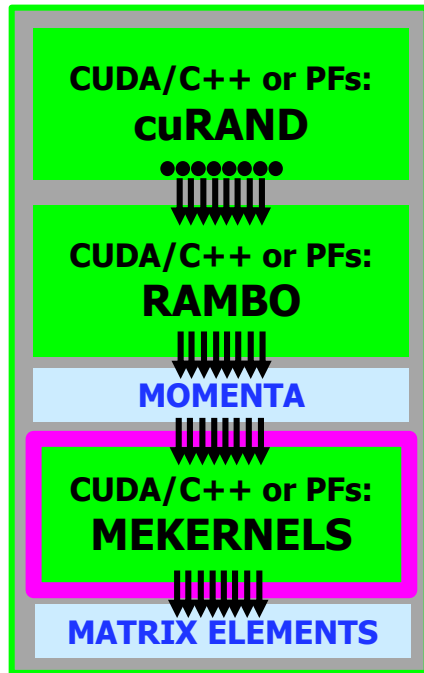 CUDA/C++ or PFs:
cuRAND
CUDA/C++ or PFs:
RAMBO
MOMENTA
CUDA/C++ or PFs:
MEKERNELS
MATRIX ELEMENTS